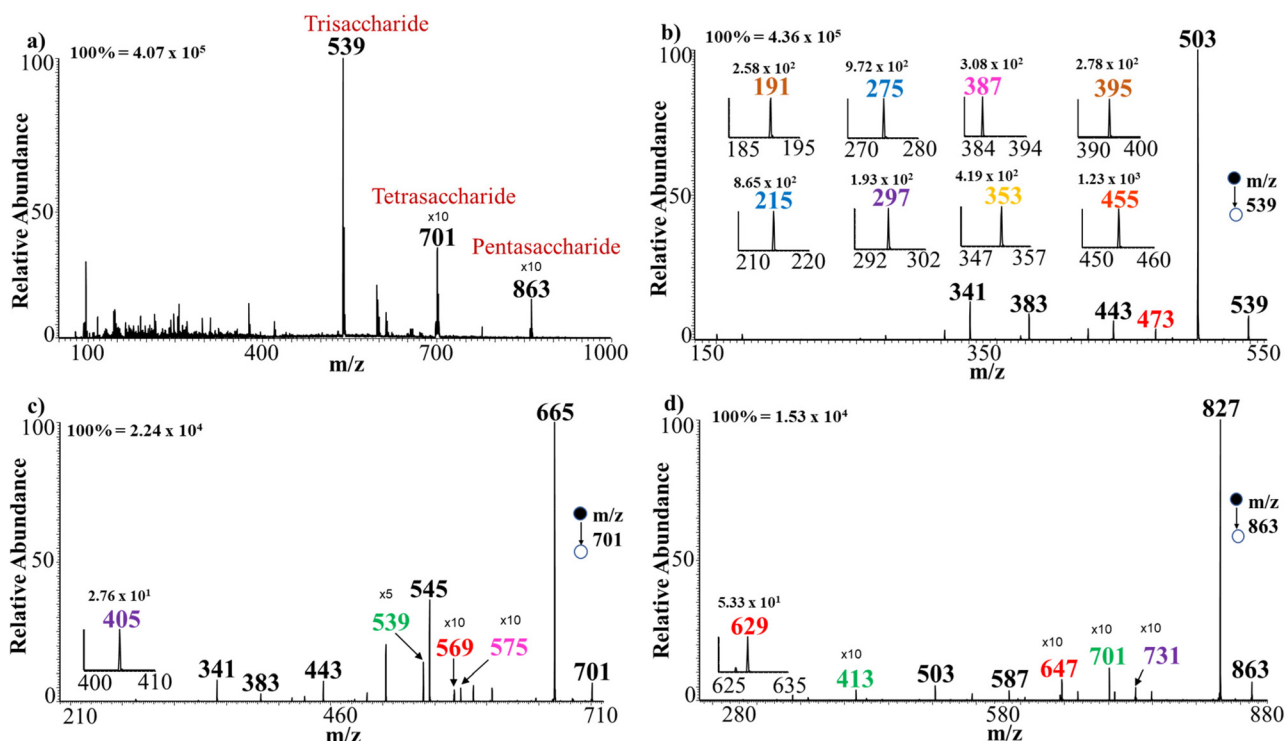 a)
100% = 4.07 x 10⁵
Trisaccharide
539
Tetrasaccharide
x10
701
Pentasaccharide
x10
863
100
50
0
Relative Abundance
100 400 700 1000
m/z
b)
100% = 4.36 x 10⁵
503
2.58 x 10²
191
185 195
9.72 x 10²
275
270 280
3.08 x 10²
387
384 394
2.78 x 10²
395
390 400
8.65 x 10²
215
210 220
1.93 x 10²
297
292 302
4.19 x 10²
353
347 357
1.23 x 10³
455
450 460
m/z
539
341
383
443
473
539
100
50
0
Relative Abundance
150 350 550
m/z
c)
100% = 2.24 x 10⁴
665
m/z
701
2.76 x 10¹
405
400 410
341
383
443
x5
539
545
x10
569
x10
575
701
100
50
0
Relative Abundance
210 460 710
m/z
d)
100% = 1.53 x 10⁴
827
m/z
863
5.33 x 10¹
629
625 635
x10
413
503
587
x10
647
x10
701
x10
731
863
100
50
0
Relative Abundance
280 580 880
m/z